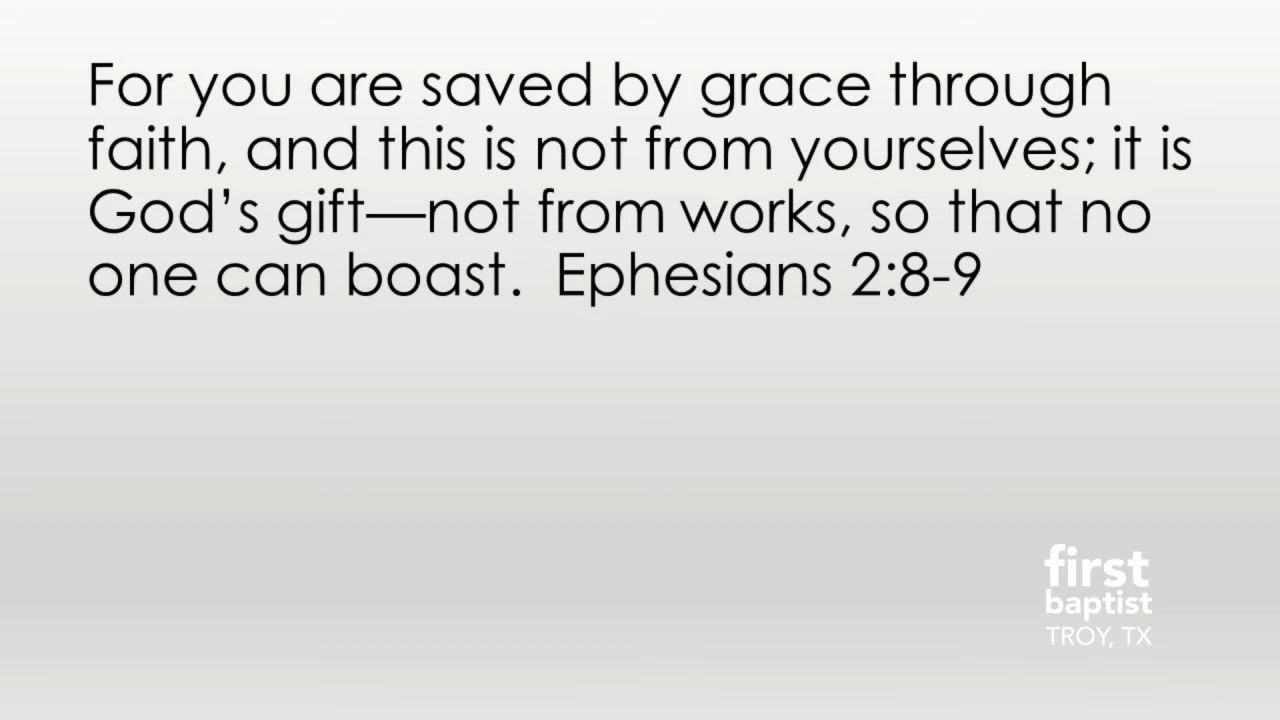 For you are saved by grace through
faith, and this is not from yourselves; it is
God’s gift—not from works, so that no
one can boast.  Ephesians 2:8-9
first
baptist
TROY, TX